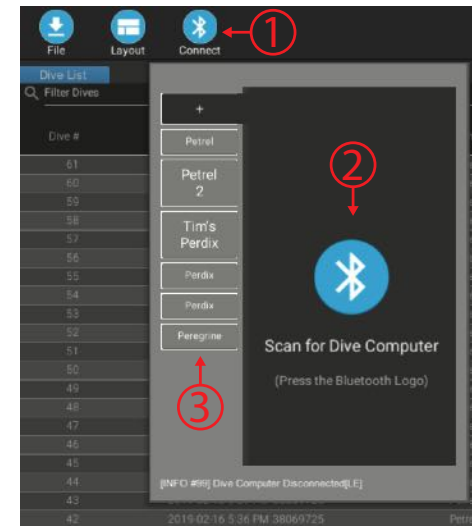 File Layout Connect
1
Dive List
Filter Dives
Dive #
+
Petrel
Petrel
2
Tim's
Perdix
Perdix
Perdix
Peregrine
2
Scan for Dive Computer
(Press the Bluetooth Logo)
3
61
60
59
58
57
56
55
54
53
52
51
50
49
48
47
46
45
44
43
42
[INFO #99] Dive Computer Disconnected[LE]
2019-02-16 5:36 PM 38069725